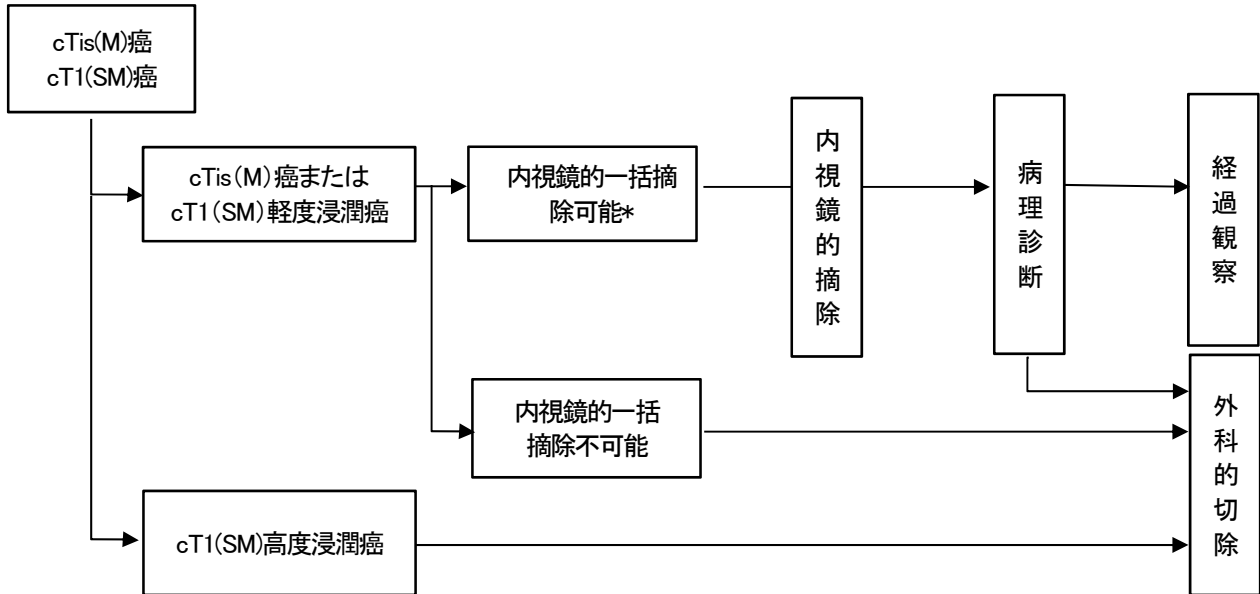 cTis(M)癌
cT1(SM)癌
cTis(M)癌または
cT1(SM)軽度浸潤癌
内視鏡的一括摘
除可能*
内視鏡的摘除
病理診断
経過観察
内視鏡的一括
摘除不可能
外科的切除
cT1(SM)高度浸潤癌